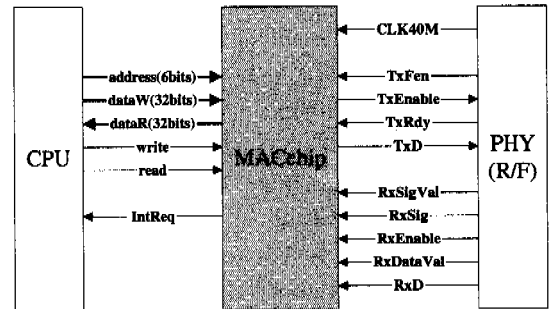 CLK40M
address(6bits)
TxFen
dataW(32bits)
TxEnable
dataR(32bits)
TxRdy
CPU
write
MACchip
TxD
PHY
(R/F)
read
RxSigVal
IntReq
RxSig
RxEnable
RxDataVal
RxD